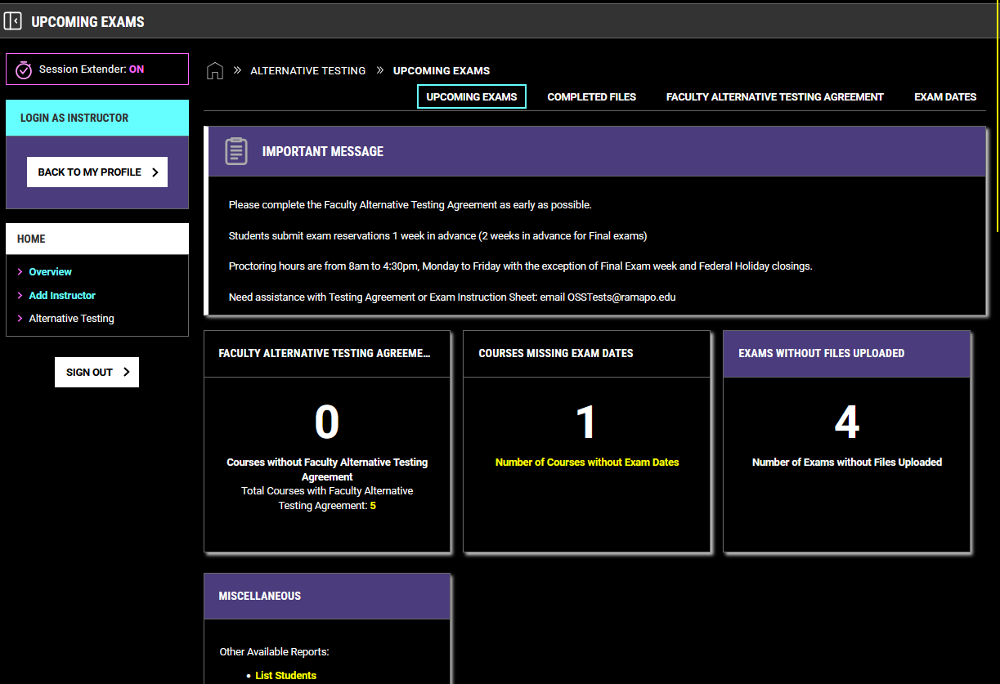 UPCOMING EXAMS
Session Extender: ON
LOGIN AS INSTRUCTOR
BACK TO MY PROFILE
HOME
Overview
Add Instructor
Alternative Testing
SIGN OUT
» ALTERNATIVE TESTING » UPCOMING EXAMS
UPCOMING EXAMS COMPLETED FILES FACULTY ALTERNATIVE TESTING AGREEMENT EXAM DATES
IMPORTANT MESSAGE
Please complete the Faculty Alternative Testing Agreement as early as possible.
Students submit exam reservations 1 week in advance (2 weeks in advance for Final exams)
Proctoring hours are from 8am to 4:30pm, Monday to Friday with the exception of Final Exam week and Federal Holiday closings.
Need assistance with Testing Agreement or Exam Instruction Sheet: email OSSTests@ramapo.edu
FACULTY ALTERNATIVE TESTING AGREEME...
0
Courses without Faculty Alternative Testing
Agreement
Total Courses with Faculty Alternative
Testing Agreement: 5
COURSES MISSING EXAM DATES
1
Number of Courses without Exam Dates
EXAMS WITHOUT FILES UPLOADED
4
Number of Exams without Files Uploaded
MISCELLANEOUS
Other Available Reports:
• List Students